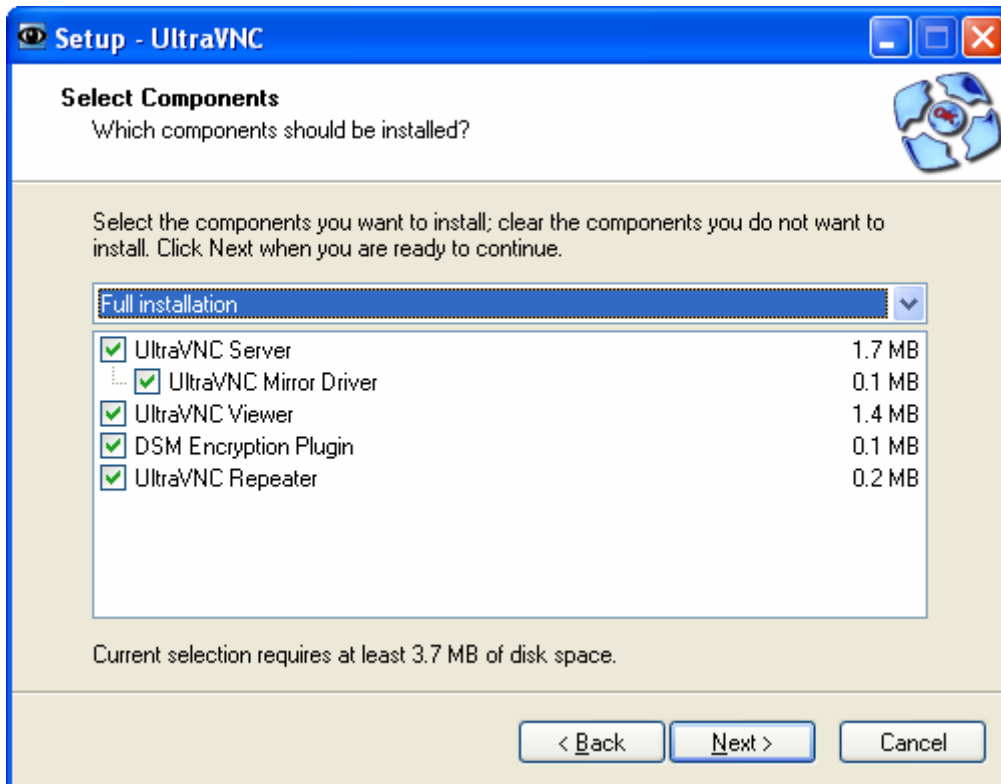 Setup - UltraVNC
Select Components
Which components should be installed?
OK
Select the components you want to install; clear the components you do not want to
install. Click Next when you are ready to continue.
Full installation
UltraVNC Server 1.7 MB
UltraVNC Mirror Driver 0.1 MB
UltraVNC Viewer 1.4 MB
DSM Encryption Plugin 0.1 MB
UltraVNC Repeater 0.2 MB
Current selection requires at least 3.7 MB of disk space.
< Back Next > Cancel